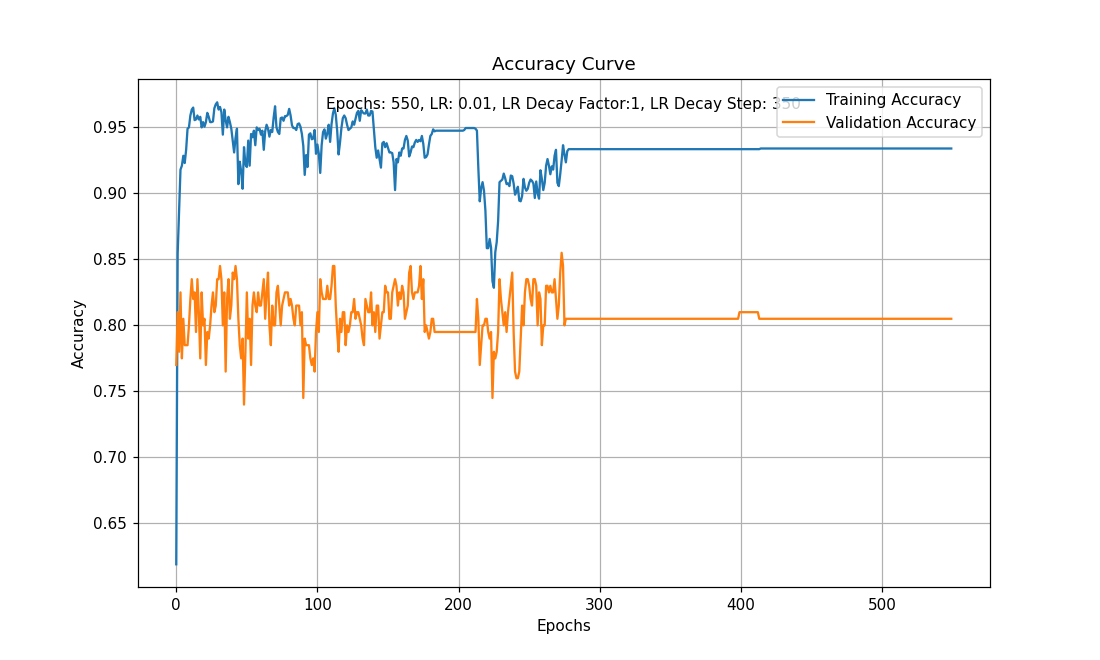 Accuracy Curve
Epochs: 550, LR: 0.01, LR Decay Factor:1, LR Decay Step: 350
Training Accuracy
Validation Accuracy
0.95
0.90
0.85
0.80
0.75
0.70
0.65
Accuracy
0 100 200 300 400 500
Epochs